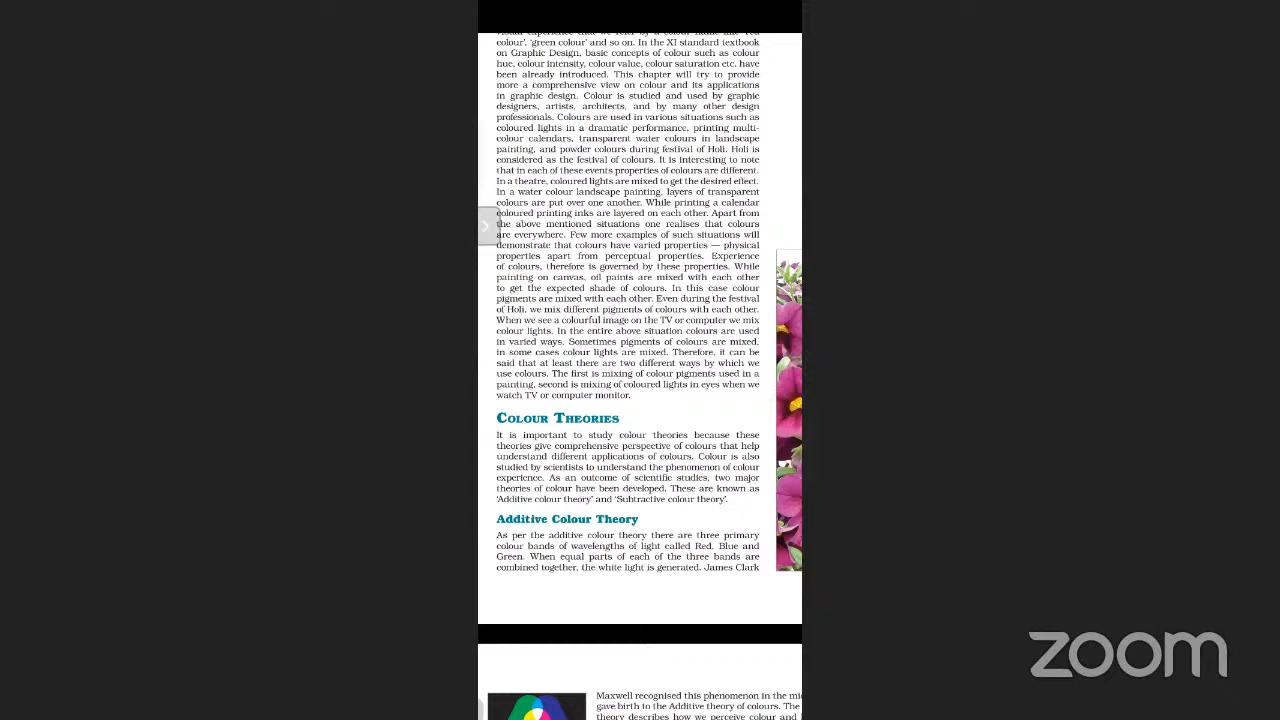 visual experience that we refer by a colour name like 'red
colour', 'green colour' and so on. In the XI standard textbook
on Graphic Design, basic concepts of colour such as colour
hue, colour intensity, colour value, colour saturation etc. have
been already introduced. This chapter will try to provide
more a comprehensive view on colour and its applications
in graphic design. Colour is studied and used by graphic
designers, artists, architects, and by many other design
professionals. Colours are used in various situations such as
coloured lights in a dramatic performance, printing multi-
colour calendars, transparent water colours in landscape
painting, and powder colours during festival of Holi. Holi is
considered as the festival of colours. It is interesting to note
that in each of these events properties of colours are different.
In a theatre, coloured lights are mixed to get the desired effect.
In a water colour landscape painting, layers of transparent
colours are put over one another. While printing a calendar
coloured printing inks are layered on each other. Apart from
the above mentioned situations one realises that colours
are everywhere. Few more examples of such situations will
demonstrate that colours have varied properties — physical
properties apart from perceptual properties. Experience
of colours, therefore is governed by these properties. While
painting on canvas, oil paints are mixed with each other
to get the expected shade of colours. In this case colour
pigments are mixed with each other. Even during the festival
of Holi, we mix different pigments of colours with each other.
When we see a colourful image on the TV or computer we mix
colour lights. In the entire above situation colours are used
in varied ways. Sometimes pigments of colours are mixed,
in some cases colour lights are mixed. Therefore, it can be
said that at least there are two different ways by which we
use colours. The first is mixing of colour pigments used in a
painting, second is mixing of coloured lights in eyes when we
watch TV or computer monitor.
COLOUR THEORIES
It is important to study colour theories because these
theories give comprehensive perspective of colours that help
understand different applications of colours. Colour is also
studied by scientists to understand the phenomenon of colour
experience. As an outcome of scientific studies, two major
theories of colour have been developed. These are known as
'Additive colour theory' and 'Subtractive colour theory'.
Additive Colour Theory
As per the additive colour theory there are three primary
colour bands of wavelengths of light called Red, Blue and
Green. When equal parts of each of the three bands are
combined together, the white light is generated. James Clark
Maxwell recognised this phenomenon in the
gave birth to the Additive theory of colours. The
theory describes how we perceive colour and
zoom